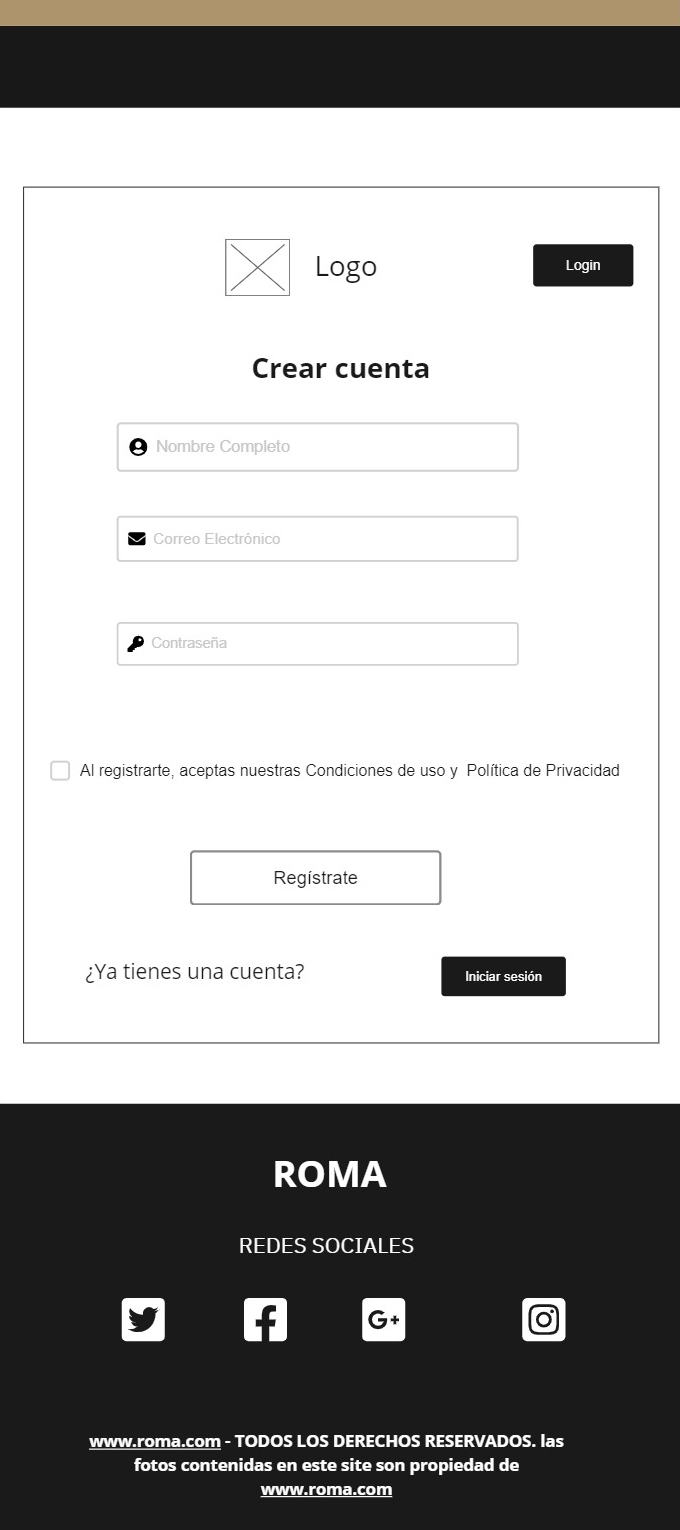 Logo
Login
Crear cuenta
Nombre Completo
Correo Electrónico
Contraseña
Al registrarte, aceptas nuestras Condiciones de uso y  Política de Privacidad
Regístrate
¿Ya tienes una cuenta?
Iniciar sesión
ROMA
REDES SOCIALES
www.roma.com - TODOS LOS DERECHOS RESERVADOS. las
fotos contenidas en este site son propiedad de
www.roma.com